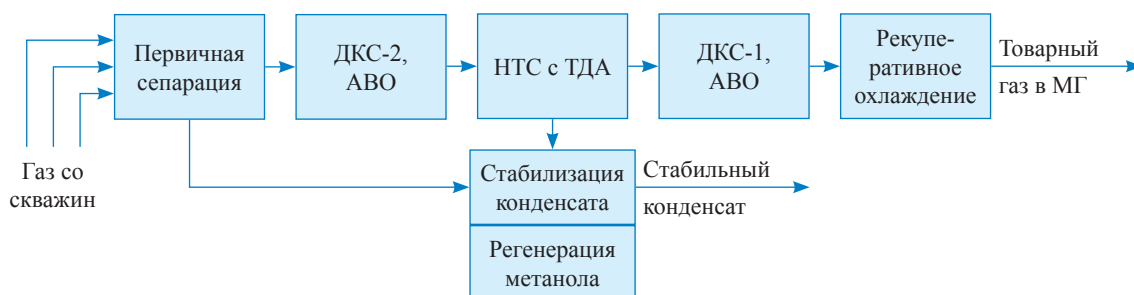 Первичная
сепарация
ДКС-2,
АВО
НТС с ТДА
ДКС-1,
АВО
Рекупе-
ративное
охлаждение
Товарный
газ в МГ
Газ со
скважин
Стабилизация
конденсата
Стабильный
конденсат
Регенерация
метанола